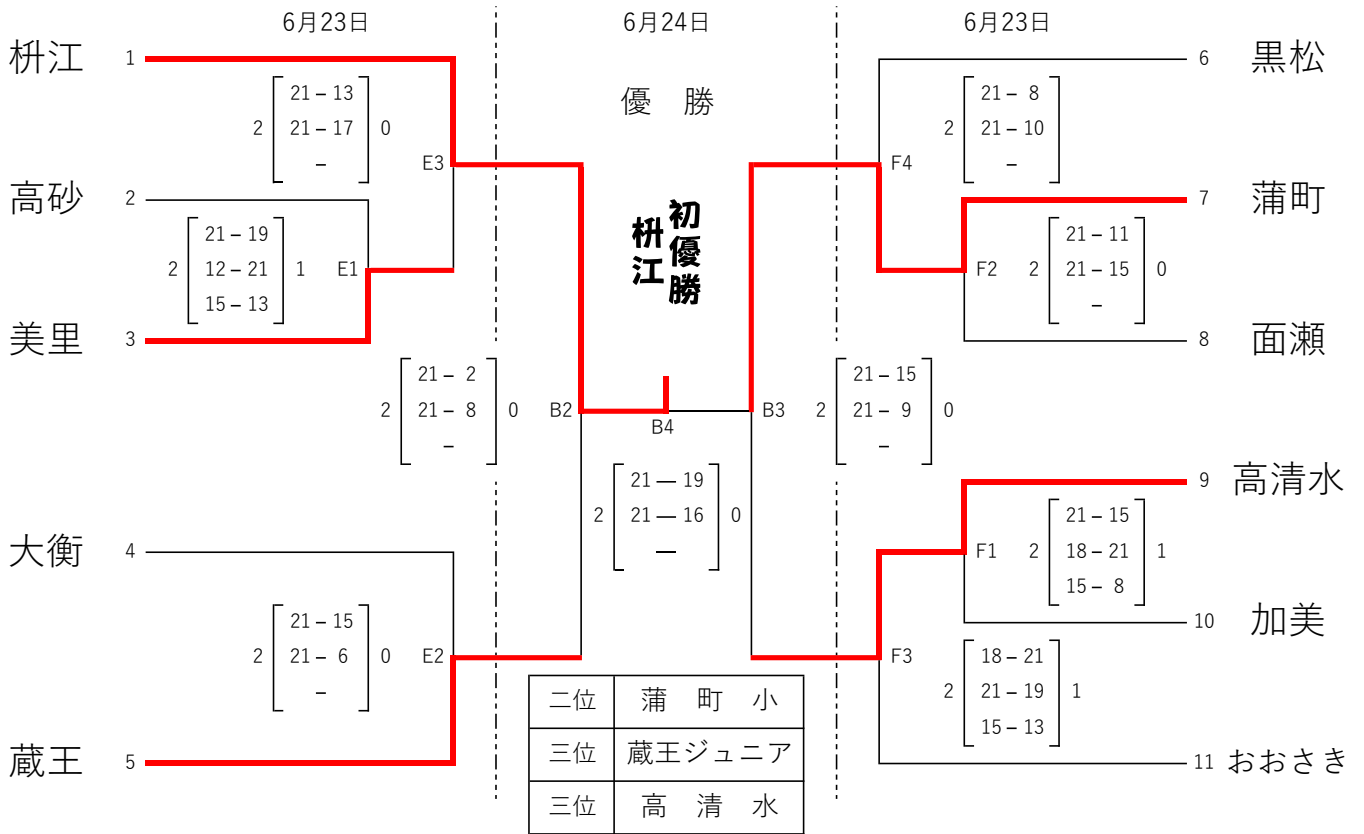 6月23日
6月24日
6月23日
優　勝
初優勝
枡江
枡江 1
21 – 13
2 21 – 17 0
–
E3
高砂 2
21 – 19
2 12 – 21 1
15 – 13
E1
美里 3
21 – 2
2 21 – 8 0
–
B2
大衡 4
21 – 15
2 21 – 6 0
–
E2
蔵王 5
B4
21 — 19
2 21 — 16 0
—
6 黒松
21 – 8
2 21 – 10
–
F4
7 蒲町
21 – 11
F2 2 21 – 15 0
–
8 面瀬
21 – 15
B3 2 21 – 9 0
–
9 高清水
21 – 15
F1 2 18 – 21 1
15 – 8
10 加美
F3
18 – 21
2 21 – 19 1
15 – 13
11 おおさき
二位 蒲　町　小
三位 蔵王ジュニア
三位 高　清　水